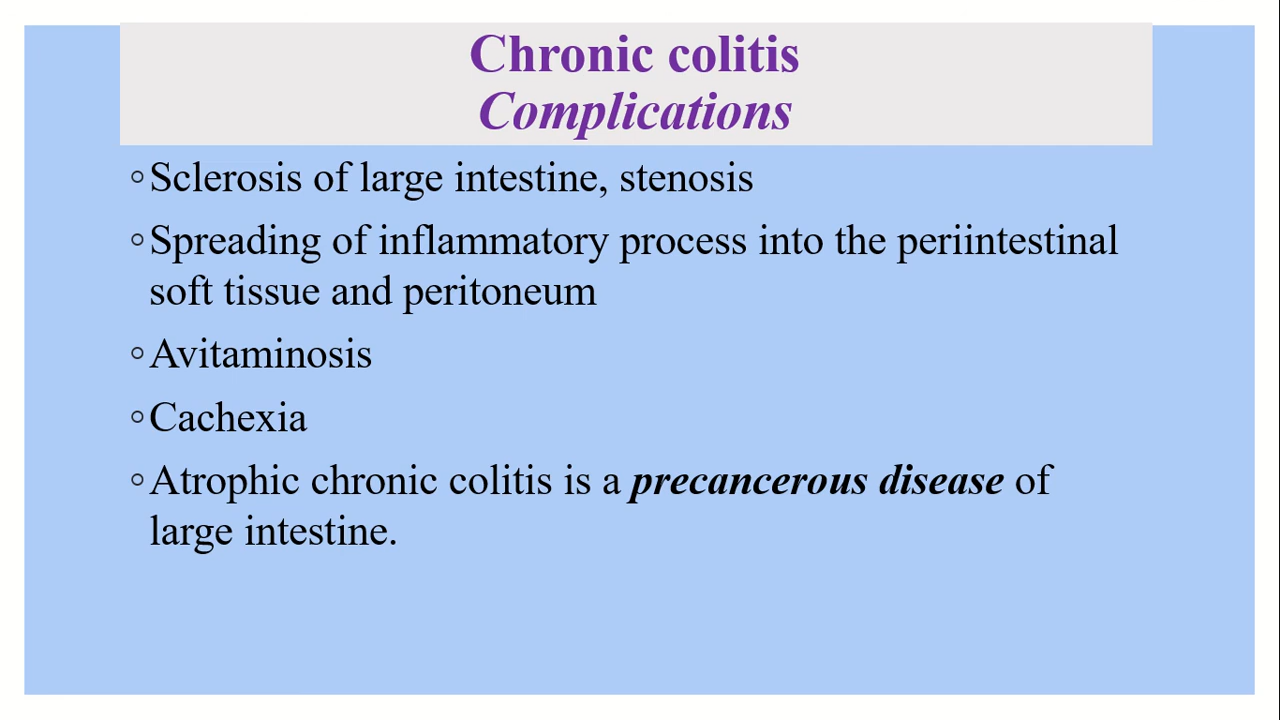 Chronic colitis
Complications
◦Sclerosis of large intestine, stenosis
◦Spreading of inflammatory process into the periintestinal
soft tissue and peritoneum
◦Avitaminosis
◦Cachexia
◦Atrophic chronic colitis is a precancerous disease of
large intestine.